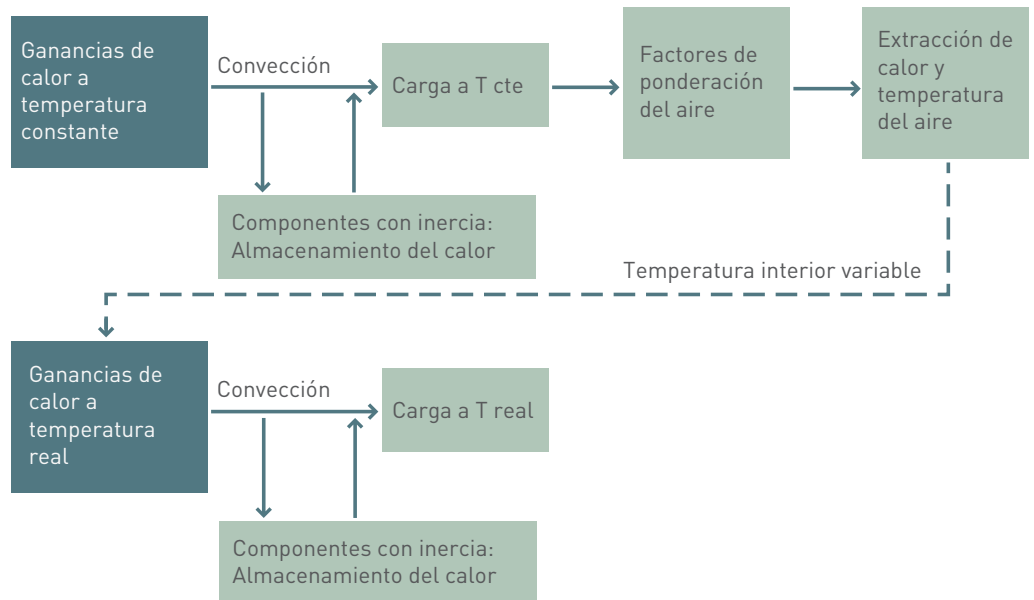 Ganancias de
calor a
temperatura
constante
Convección
Carga a T cte
Factores de
ponderación
del aire
Extracción de
calor y
temperatura
del aire
Componentes con inercia:
Almacenamiento del calor
Temperatura interior variable
Ganancias de
calor a
temperatura
real
Convección
Carga a T real
Componentes con inercia:
Almacenamiento del calor